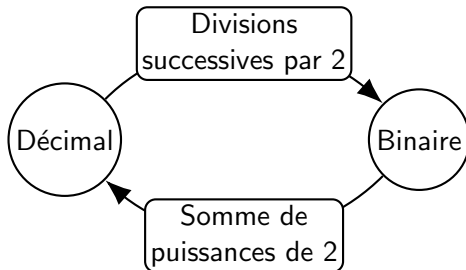 Divisions
successives par 2
Décimal
Binaire
Somme de
puissances de 2